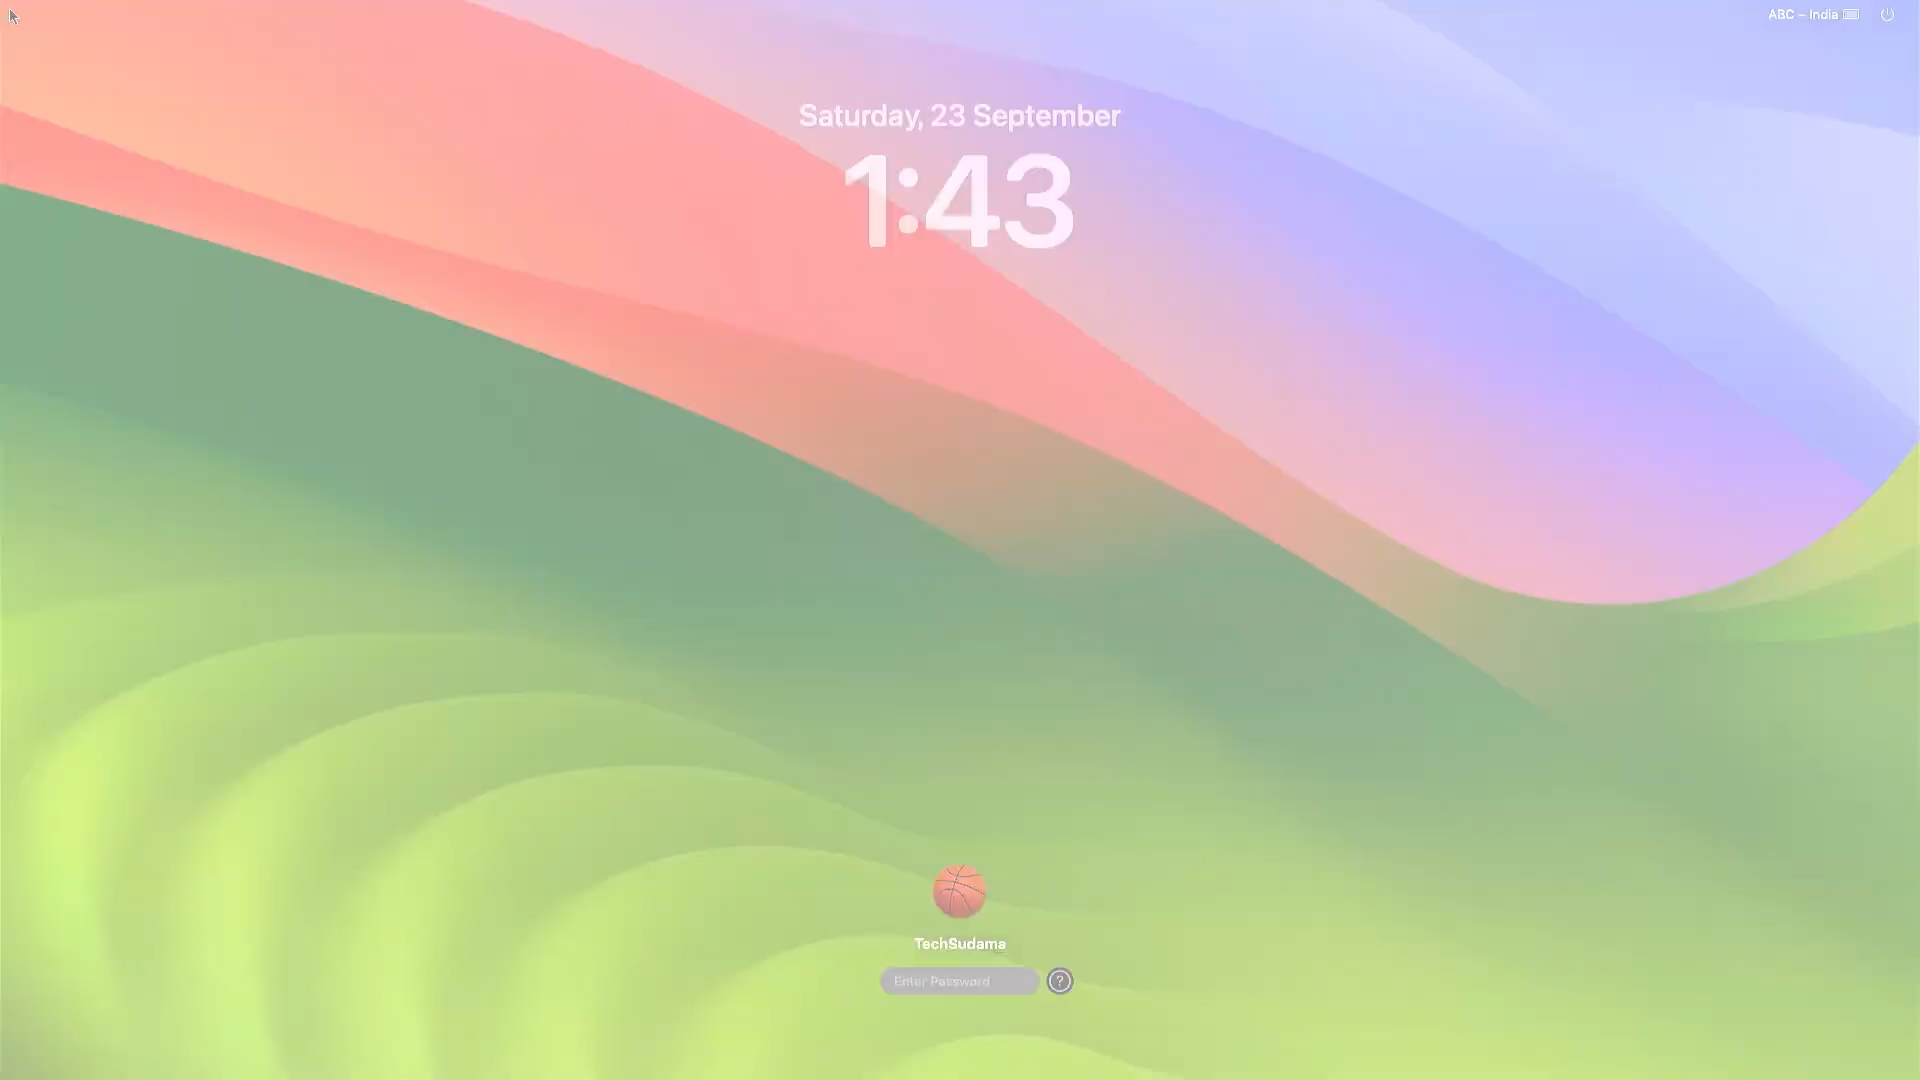 ABC – India
Saturday, 23 September
1:43
TechSudama
Enter Password
?